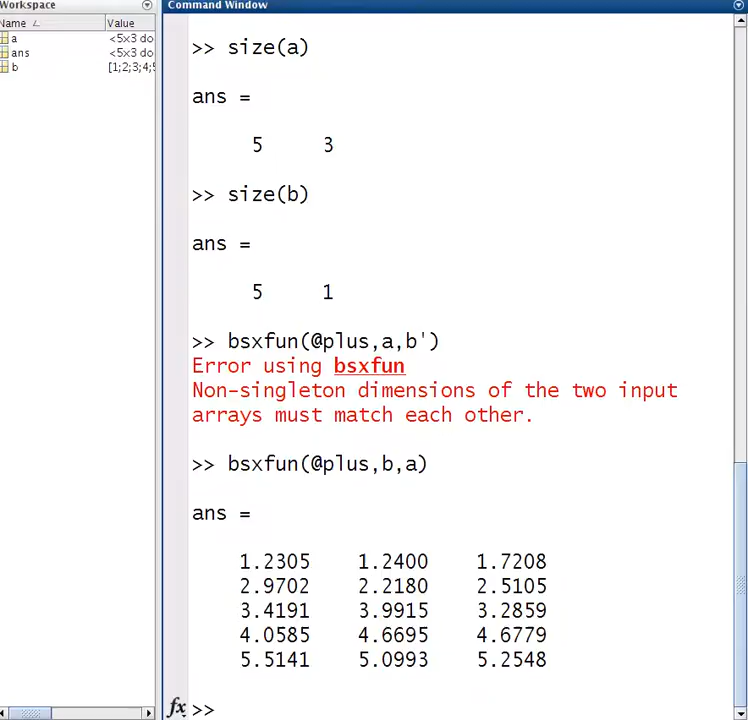 Workspace
Name Value
a <5x3 do
ans <5x3 do
b [1;2;3;4;5
Command Window
>> size(a)
ans =
5 3
>> size(b)
ans =
5 1
>> bsxfun(@plus,a,b')
Error using bsxfun
Non-singleton dimensions of the two input
arrays must match each other.
>> bsxfun(@plus,b,a)
ans =
1.2305 1.2400 1.7208
2.9702 2.2180 2.5105
3.4191 3.9915 3.2859
4.0585 4.6695 4.6779
5.5141 5.0993 5.2548
fx >>